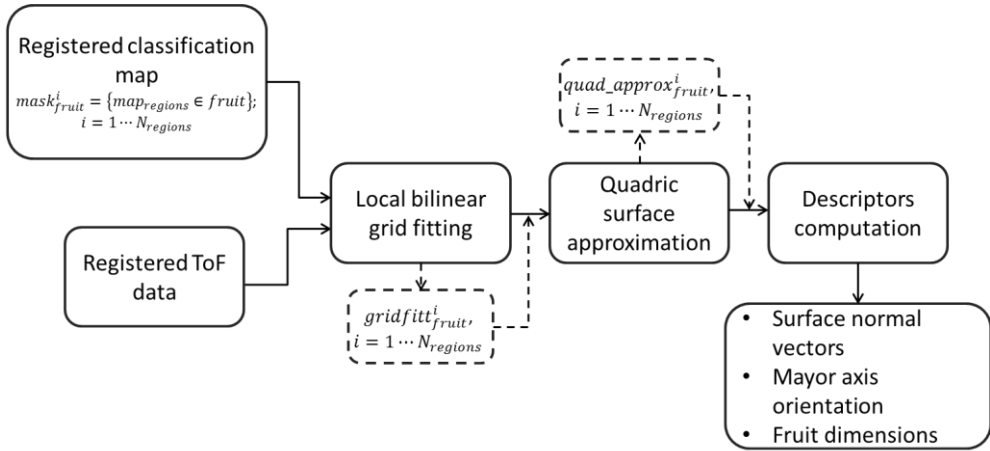 Registered classification
map
mask^i_fruit = {map_regions ∈ fruit};
i = 1 ⋯ N_regions
Registered ToF
data
Local bilinear
grid fitting
gridfitt^i_fruit,
i = 1 ⋯ N_regions
quad_approx^i_fruit,
i = 1 ⋯ N_regions
Quadric
surface
approximation
Descriptors
computation
• Surface normal
vectors
• Mayor axis
orientation
• Fruit dimensions